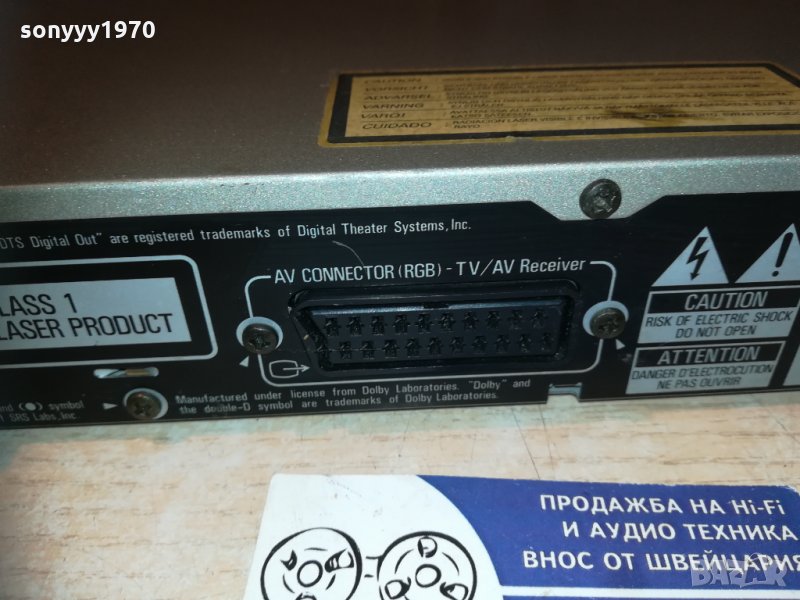 sonyyy1970
CAUTION
VORSICHT
ADVARSEL
VARNING
VARO!
CUIDADO
DTS Digital Out" are registered trademarks of Digital Theater Systems, Inc.
AV CONNECTOR (RGB) - TV/AV Receiver
LASS 1
LASER PRODUCT
CAUTION
RISK OF ELECTRIC SHOCK
DO NOT OPEN
ATTENTION
DANGER D'ELECTROCUTION
NE PAS OUVRIR
Manufactured under license from Dolby Laboratories. "Dolby" and
the double-D symbol are trademarks of Dolby Laboratories.
symbol
SRS Labs, Inc
ПРОДАЖБА НА Hi-Fi
И АУДИО ТЕХНИКА
ВНОС ОТ ШВЕЙЦАРИЯ
BAZAR